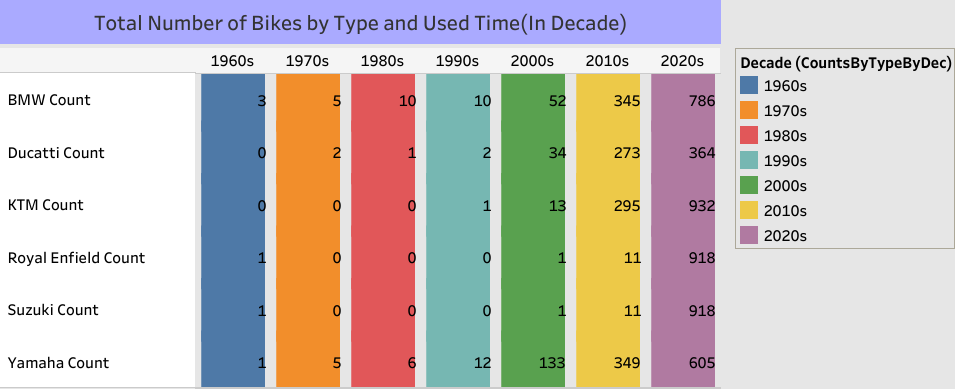 Total Number of Bikes by Type and Used Time(In Decade)
1960s 1970s 1980s 1990s 2000s 2010s 2020s
BMW Count 3 5 10 10 52 345 786
Ducatti Count 0 2 1 2 34 273 364
KTM Count 0 0 0 1 13 295 932
Royal Enfield Count 1 0 0 0 1 11 918
Suzuki Count 1 0 0 0 1 11 918
Yamaha Count 1 5 6 12 133 349 605
Decade (CountsByTypeByDec)
1960s
1970s
1980s
1990s
2000s
2010s
2020s